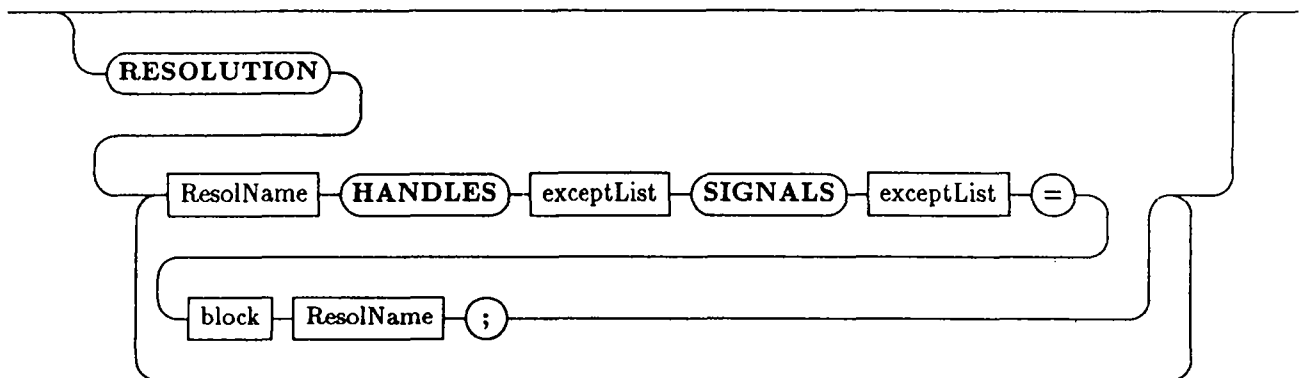 RESOLUTION
ResolName HANDLES exceptList SIGNALS exceptList =
block ResolName ;